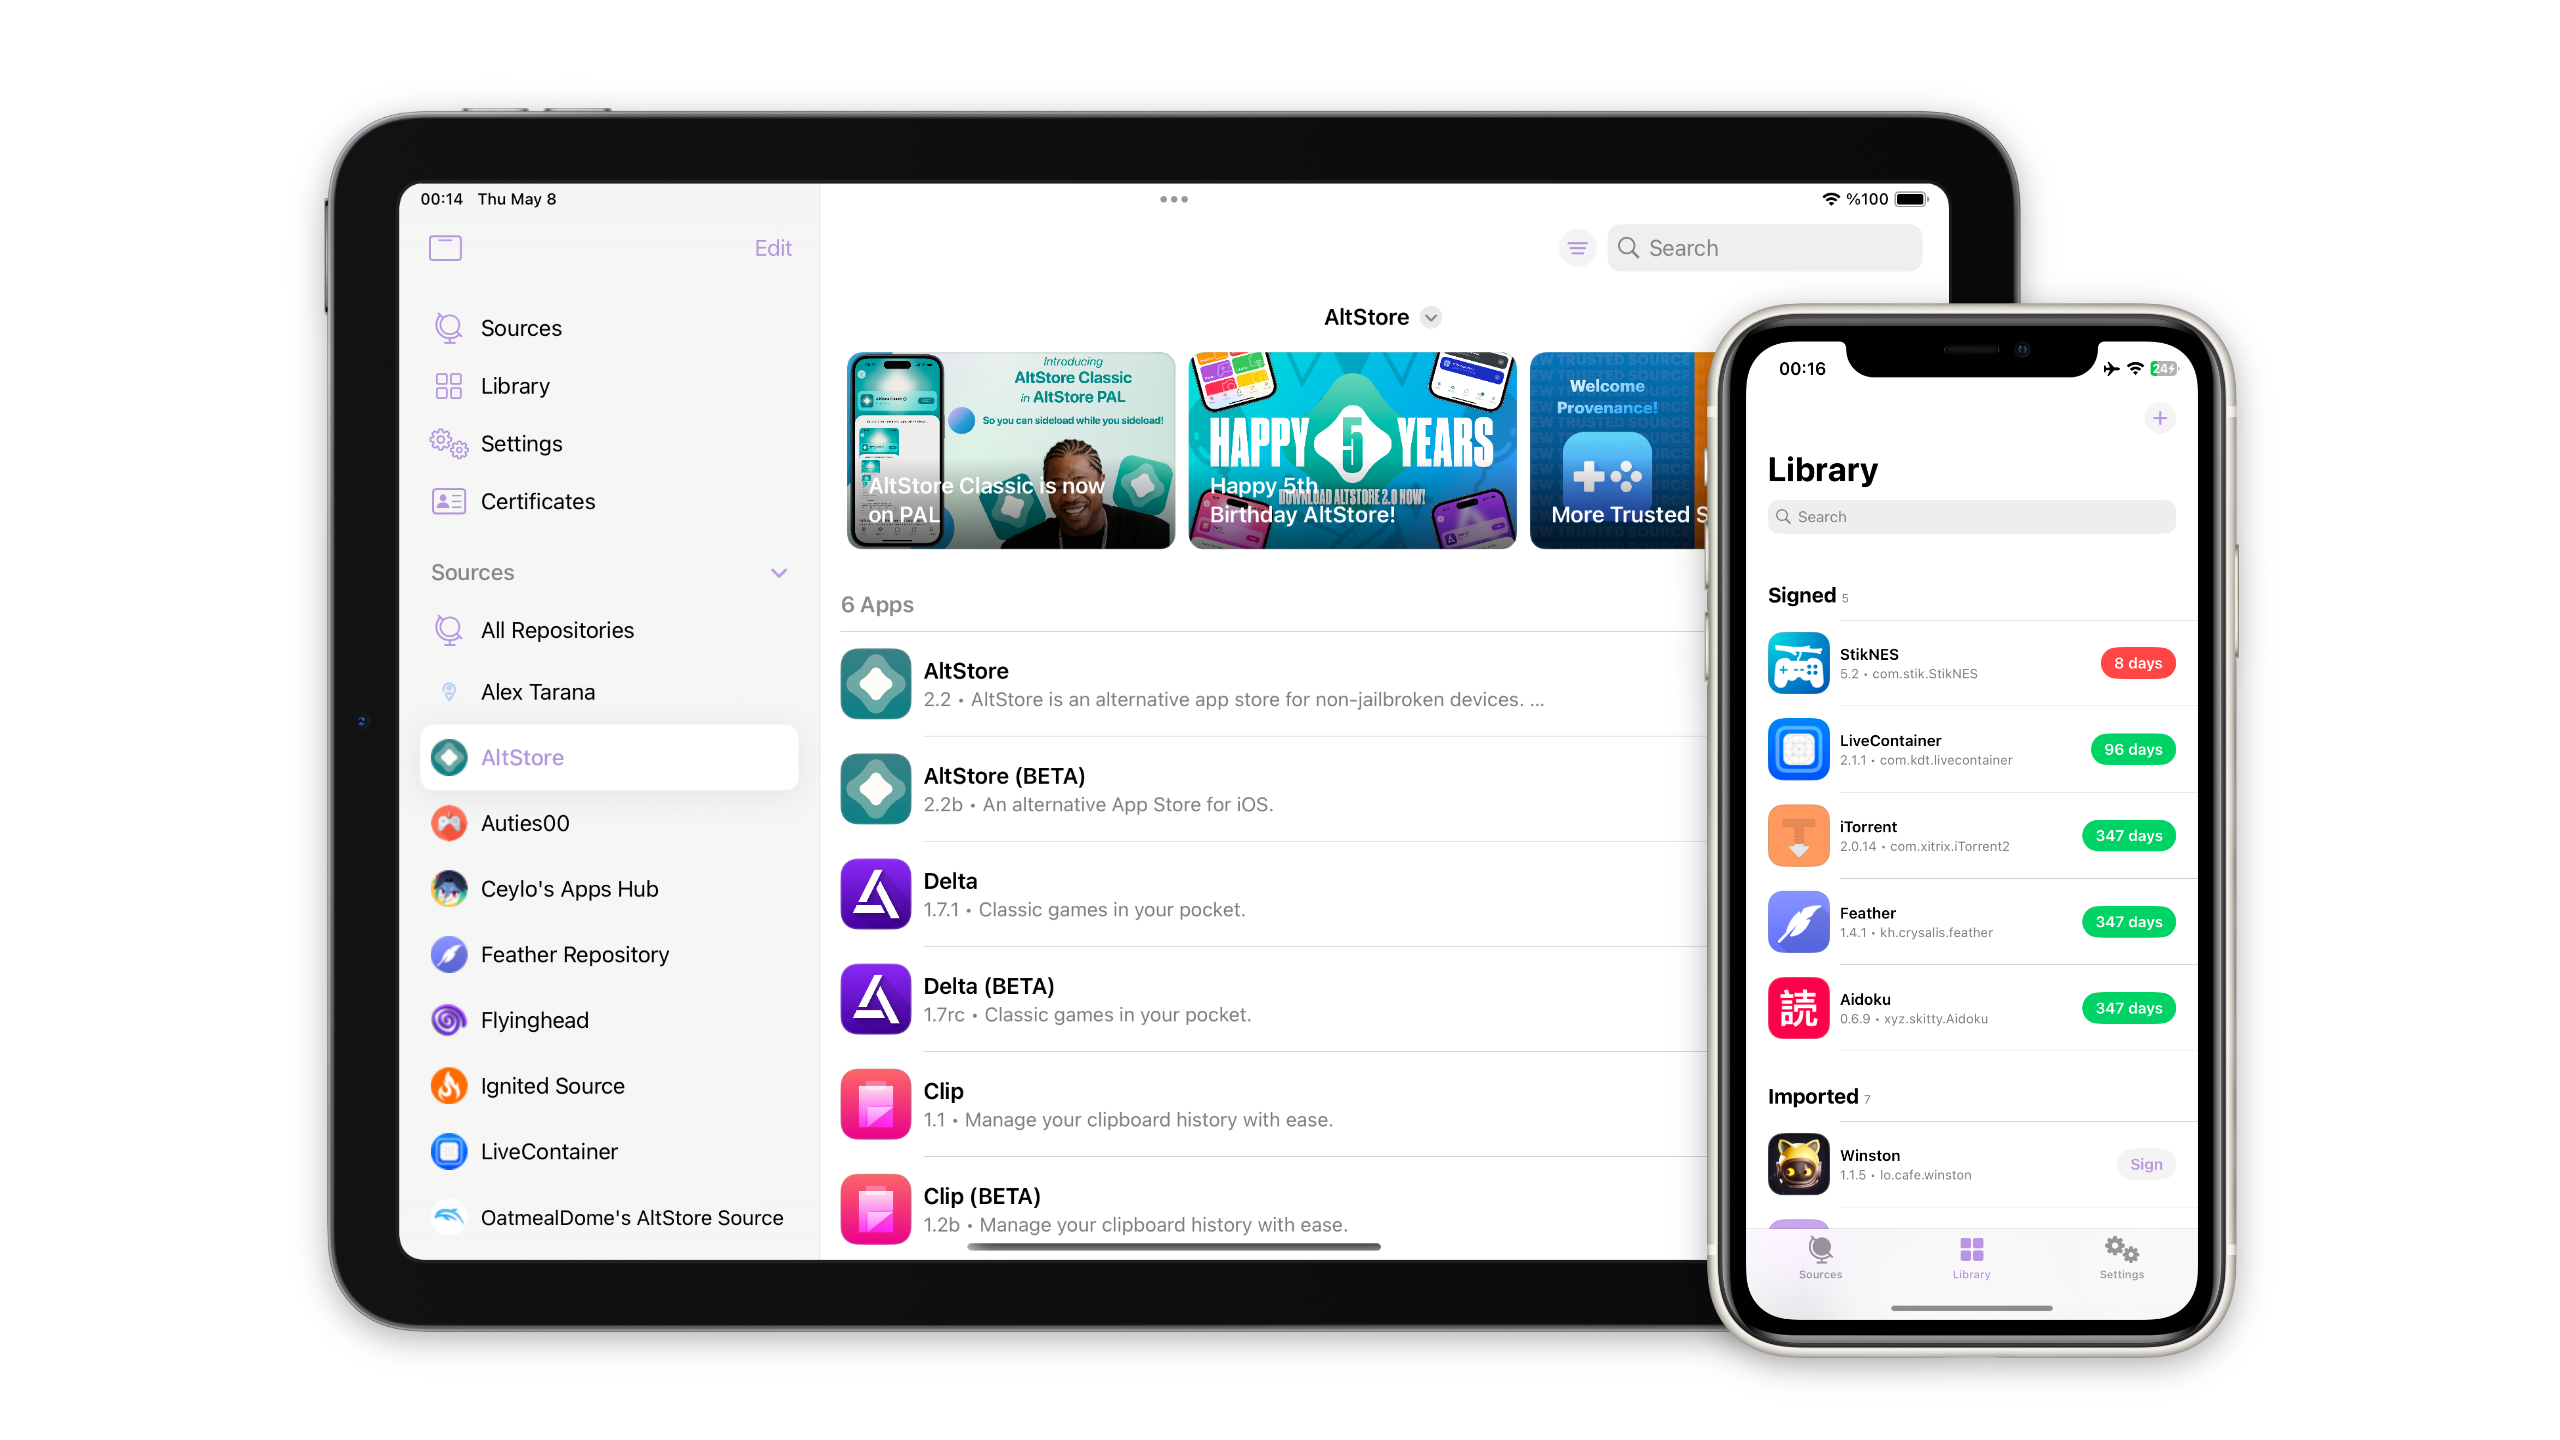 00:14 Thu May 8
%100
Edit
Search
Sources
Library
Settings
Certificates
Sources
All Repositories
Alex Tarana
AltStore
Auties00
Ceylo's Apps Hub
Feather Repository
Flyinghead
Ignited Source
LiveContainer
OatmealDome's AltStore Source
AltStore
Introducing
AltStore Classic
in AltStore PAL
So you can sideload while you sideload!
AltStore Classic is now
on PAL
HAPPY 5 YEARS
DOWNLOAD ALTSTORE 2.0 NOW!
Happy 5th
Birthday AltStore!
Welcome
Provenance!
More Trusted S
6 Apps
AltStore
2.2 • AltStore is an alternative app store for non-jailbroken devices. ...
AltStore (BETA)
2.2b • An alternative App Store for iOS.
Delta
1.7.1 • Classic games in your pocket.
Delta (BETA)
1.7rc • Classic games in your pocket.
Clip
1.1 • Manage your clipboard history with ease.
Clip (BETA)
1.2b • Manage your clipboard history with ease.
00:16
24
Library
Search
Signed 5
StikNES
5.2 • com.stik.StikNES
8 days
LiveContainer
2.1.1 • com.kdt.livecontainer
96 days
iTorrent
2.0.14 • com.xitrix.iTorrent2
347 days
Feather
1.4.1 • kh.crysalis.feather
347 days
読
Aidoku
0.6.9 • xyz.skitty.Aidoku
347 days
Imported 7
Winston
1.1.5 • lo.cafe.winston
Sign
Sources
Library
Settings